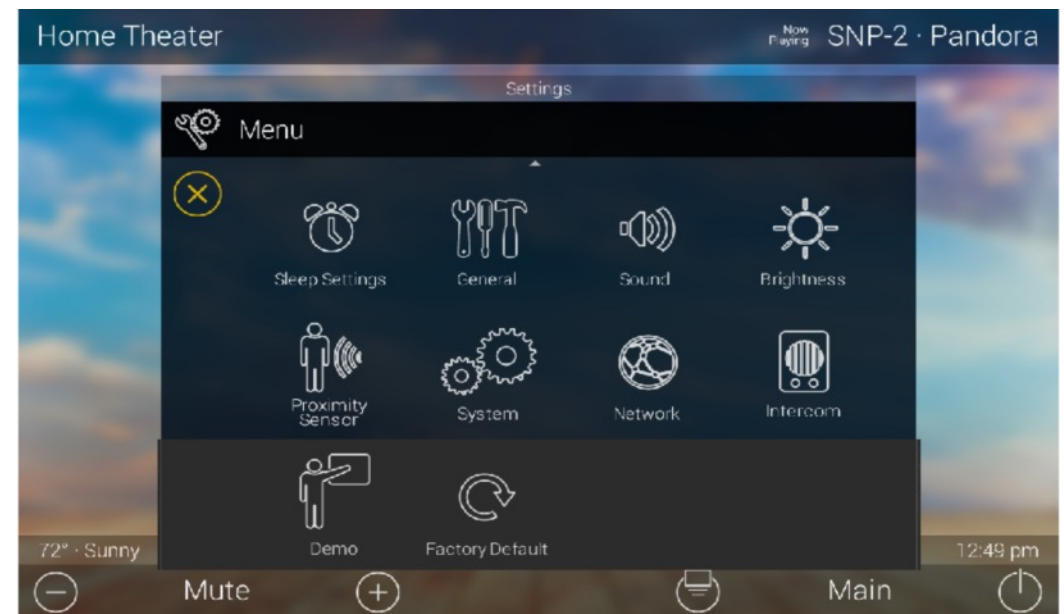 Home Theater
Now Playing SNP-2 · Pandora
Settings
Menu
Sleep Settings
General
Sound
Brightness
Proximity
Sensor
System
Network
Intercom
Demo
Factory Default
72° · Sunny
12:49 pm
Mute
Main